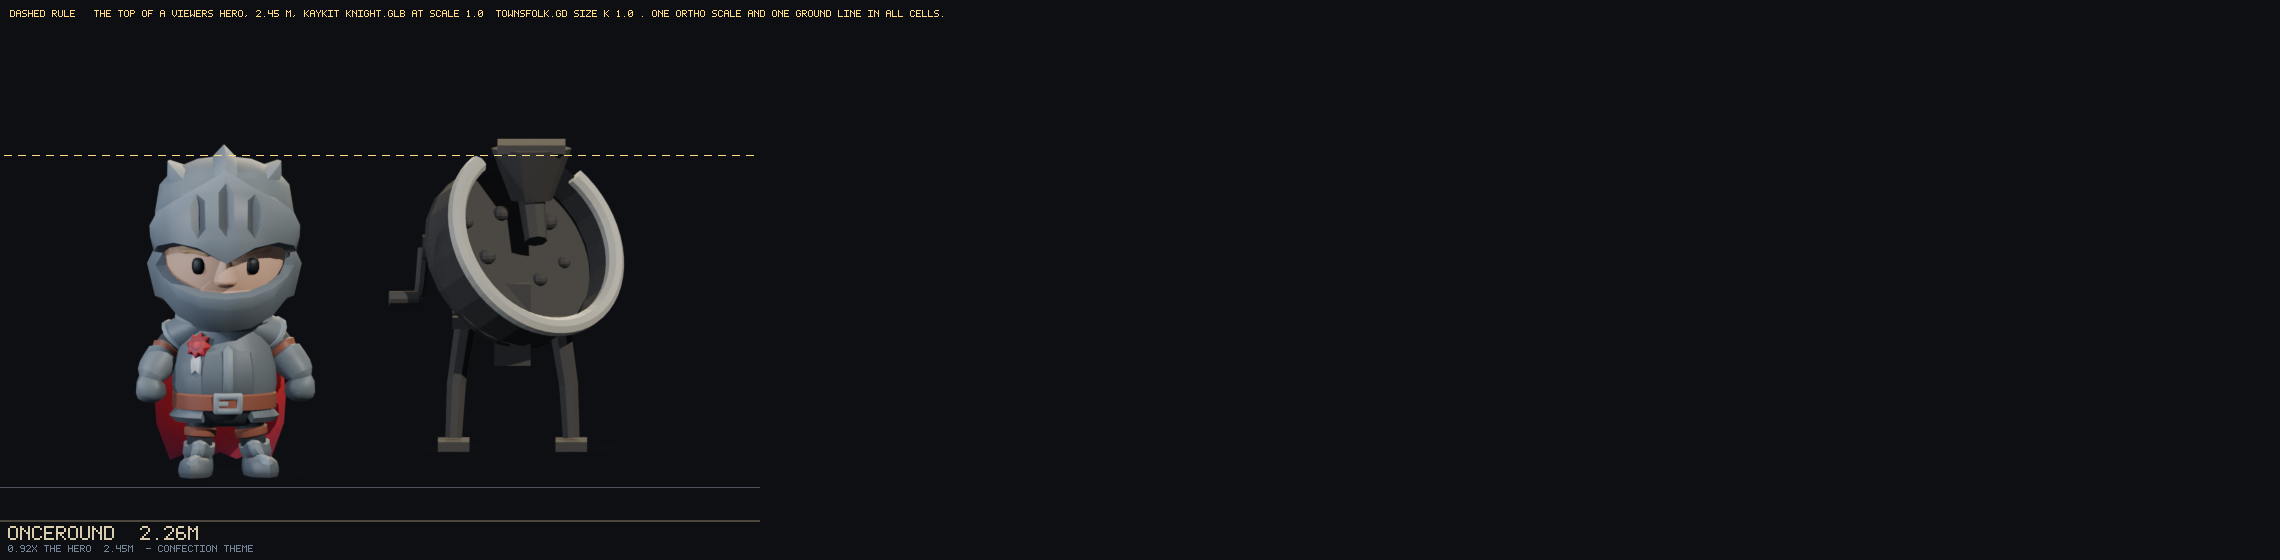 DASHED RULE   THE TOP OF A VIEWERS HERO, 2.45 M, KAYKIT KNIGHT.GLB AT SCALE 1.0  TOWNSFOLK.GD SIZE K 1.0 . ONE ORTHO SCALE AND ONE GROUND LINE IN ALL CELLS.
ONCEROUND  2.26M
0.92X THE HERO  2.45M  - CONFECTION THEME